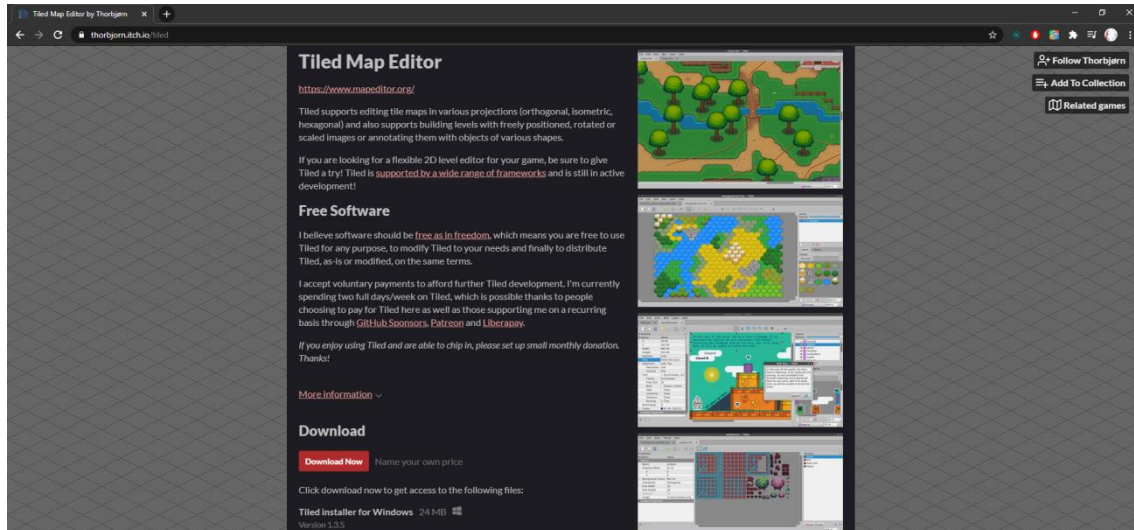 Tiled Map Editor by Thorbjørn
thorbjorn.itch.io/tiled
Follow Thorbjørn
Add To Collection
Related games
Tiled Map Editor
https://www.mapeditor.org/
Tiled supports editing tile maps in various projections (orthogonal, isometric,
hexagonal) and also supports building levels with freely positioned, rotated or
scaled images or annotating them with objects of various shapes.
If you are looking for a flexible 2D level editor for your game, be sure to give
Tiled a try! Tiled is supported by a wide range of frameworks and is still in active
development!
Free Software
I believe software should be free as in freedom, which means you are free to use
Tiled for any purpose, to modify Tiled to your needs and finally to distribute
Tiled, as-is or modified, on the same terms.
I accept voluntary payments to afford further Tiled development. I'm currently
spending two full days/week on Tiled, which is possible thanks to people
choosing to pay for Tiled here as well as those supporting me on a recurring
basis through GitHub Sponsors, Patreon and Liberapay.
If you enjoy using Tiled and are able to chip in, please set up small monthly donation.
Thanks!
More information
Download
Download Now Name your own price
Click download now to get access to the following files:
Tiled installer for Windows 24 MB
Version 1.3.5